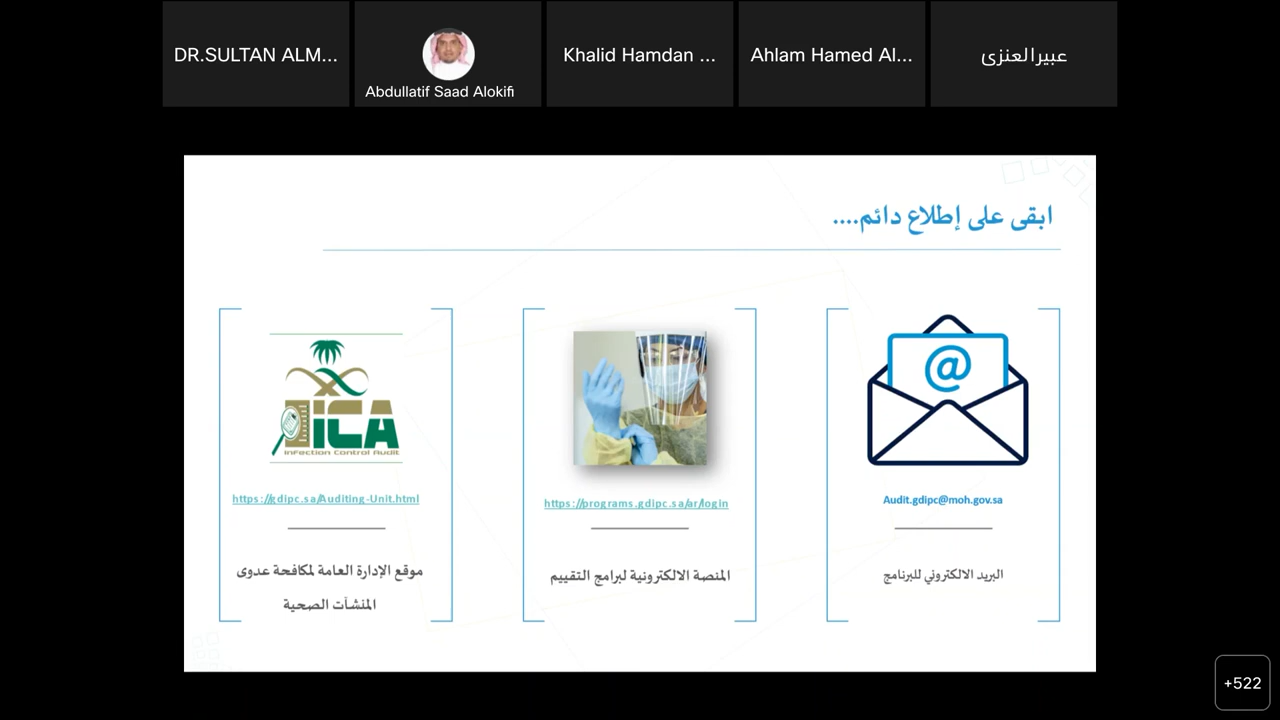 DR.SULTAN ALM...
Abdullatif Saad Alokifi
Khalid Hamdan ...
Ahlam Hamed Al...
عبيرالعنزى
ابقى على إطلاع دائم....
Audit.gdipc@moh.gov.sa
البريد الالكتروني للبرنامج
https://programs.gdipc.sa/ar/login
المنصة الالكترونية لبرامج التقييم
iCA
Infection Control Audit
https://gdipc.sa/Auditing-Unit.html
موقع الإدارة العامة لمكافحة عدوى
المنشآت الصحية
+522